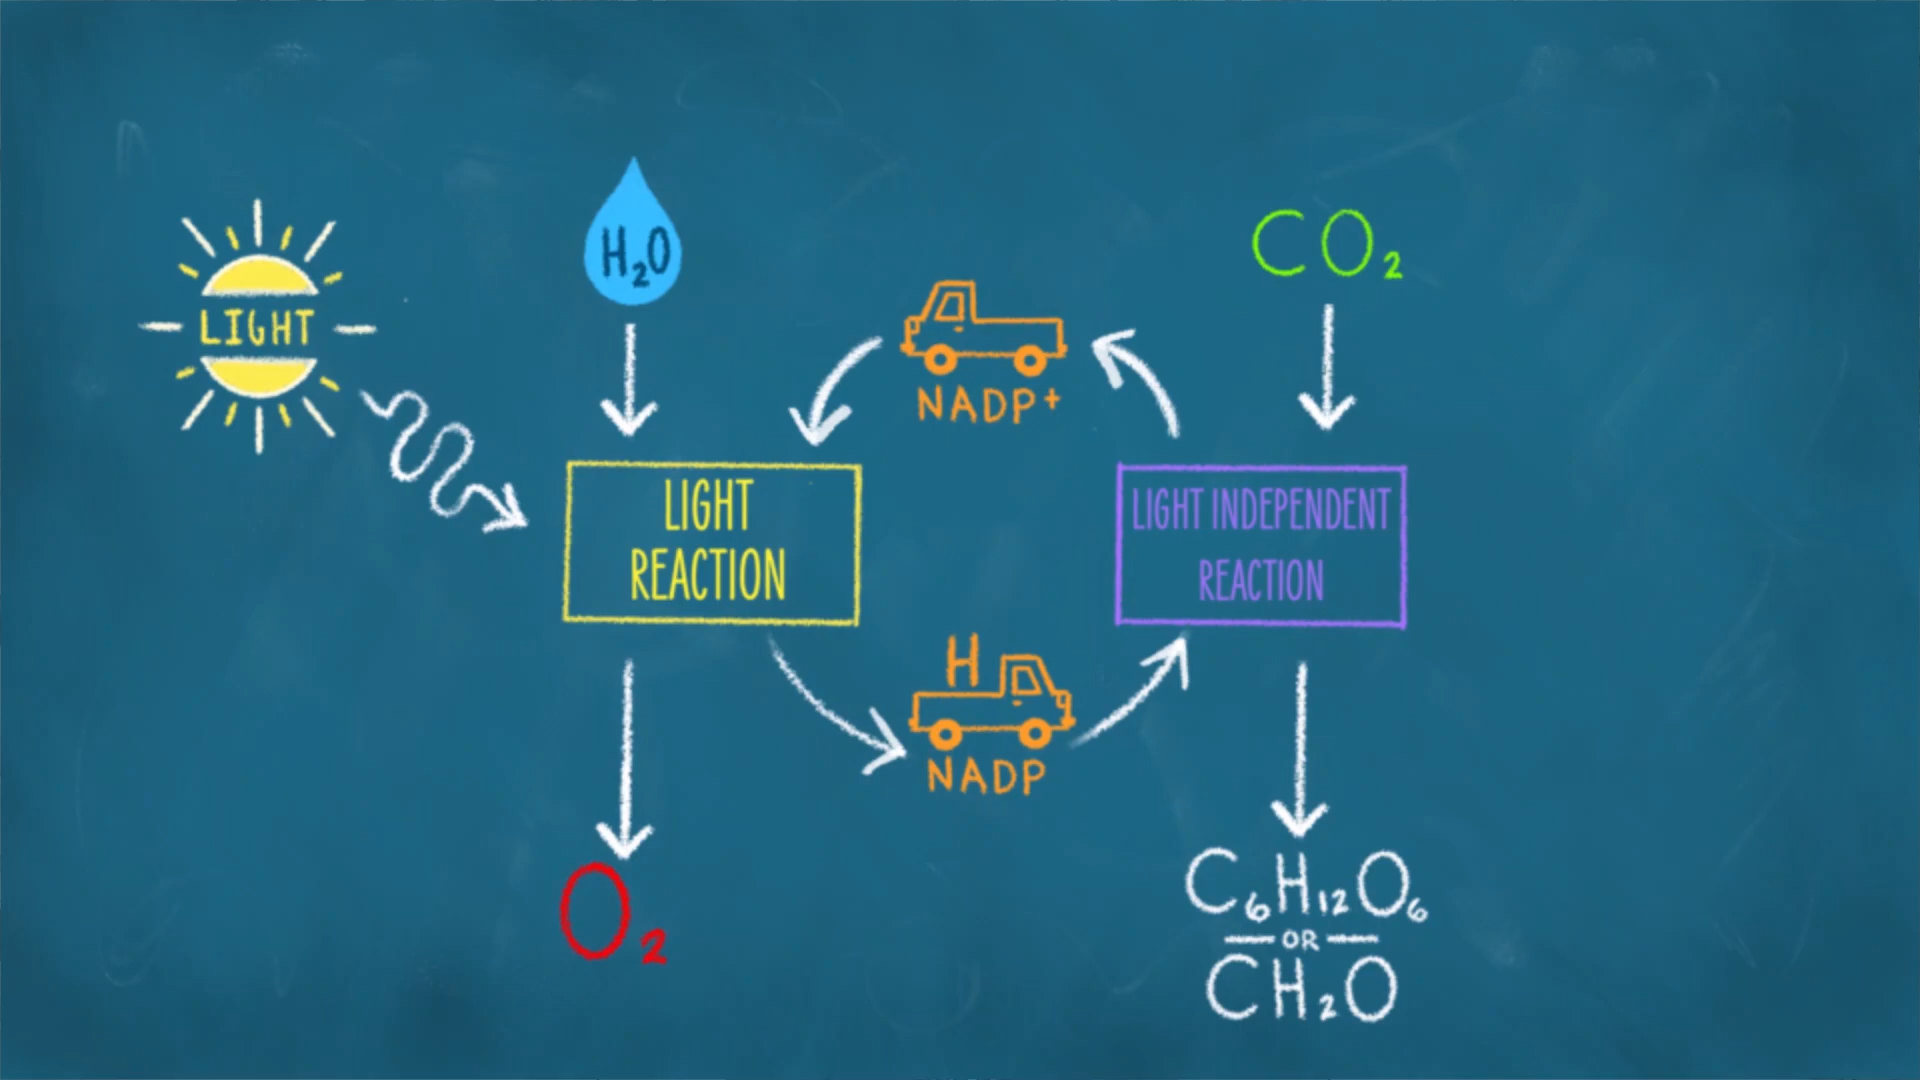 LIGHT
H₂O
CO₂
NADP+
LIGHT
REACTION
LIGHT INDEPENDENT
REACTION
H
NADP
O₂
C₆H₁₂O₆
OR
CH₂O